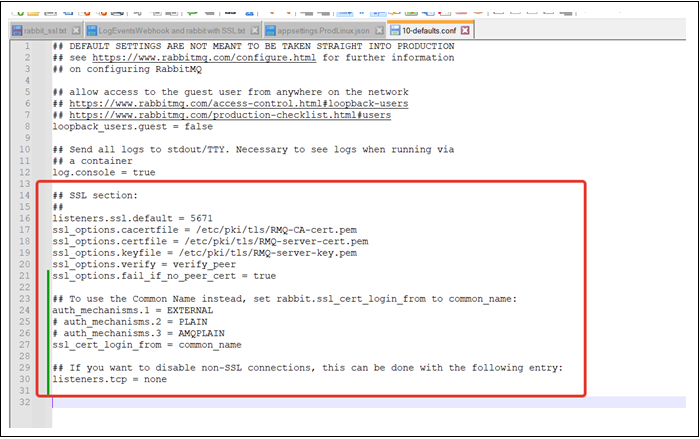 rabbit_ssl.txt LogEventsWebhook and rabbit with SSL.txt appsettings.ProdLinux.json 10-defaults.conf
1 ## DEFAULT SETTINGS ARE NOT MEANT TO BE TAKEN STRAIGHT INTO PRODUCTION
2 ## see https://www.rabbitmq.com/configure.html for further information
3 ## on configuring RabbitMQ
4
5 ## allow access to the guest user from anywhere on the network
6 ## https://www.rabbitmq.com/access-control.html#loopback-users
7 ## https://www.rabbitmq.com/production-checklist.html#users
8 loopback_users.guest = false
9
10 ## Send all logs to stdout/TTY. Necessary to see logs when running via
11 ## a container
12 log.console = true
13
14 ## SSL section:
15 ##
16 listeners.ssl.default = 5671
17 ssl_options.cacertfile = /etc/pki/tls/RMQ-CA-cert.pem
18 ssl_options.certfile = /etc/pki/tls/RMQ-server-cert.pem
19 ssl_options.keyfile = /etc/pki/tls/RMQ-server-key.pem
20 ssl_options.verify = verify_peer
21 ssl_options.fail_if_no_peer_cert = true
22
23 ## To use the Common Name instead, set rabbit.ssl_cert_login_from to common_name:
24 auth_mechanisms.1 = EXTERNAL
25 # auth_mechanisms.2 = PLAIN
26 # auth_mechanisms.3 = AMQPLAIN
27 ssl_cert_login_from = common_name
28
29 ## If you want to disable non-SSL connections, this can be done with the following entry:
30 listeners.tcp = none
31
32